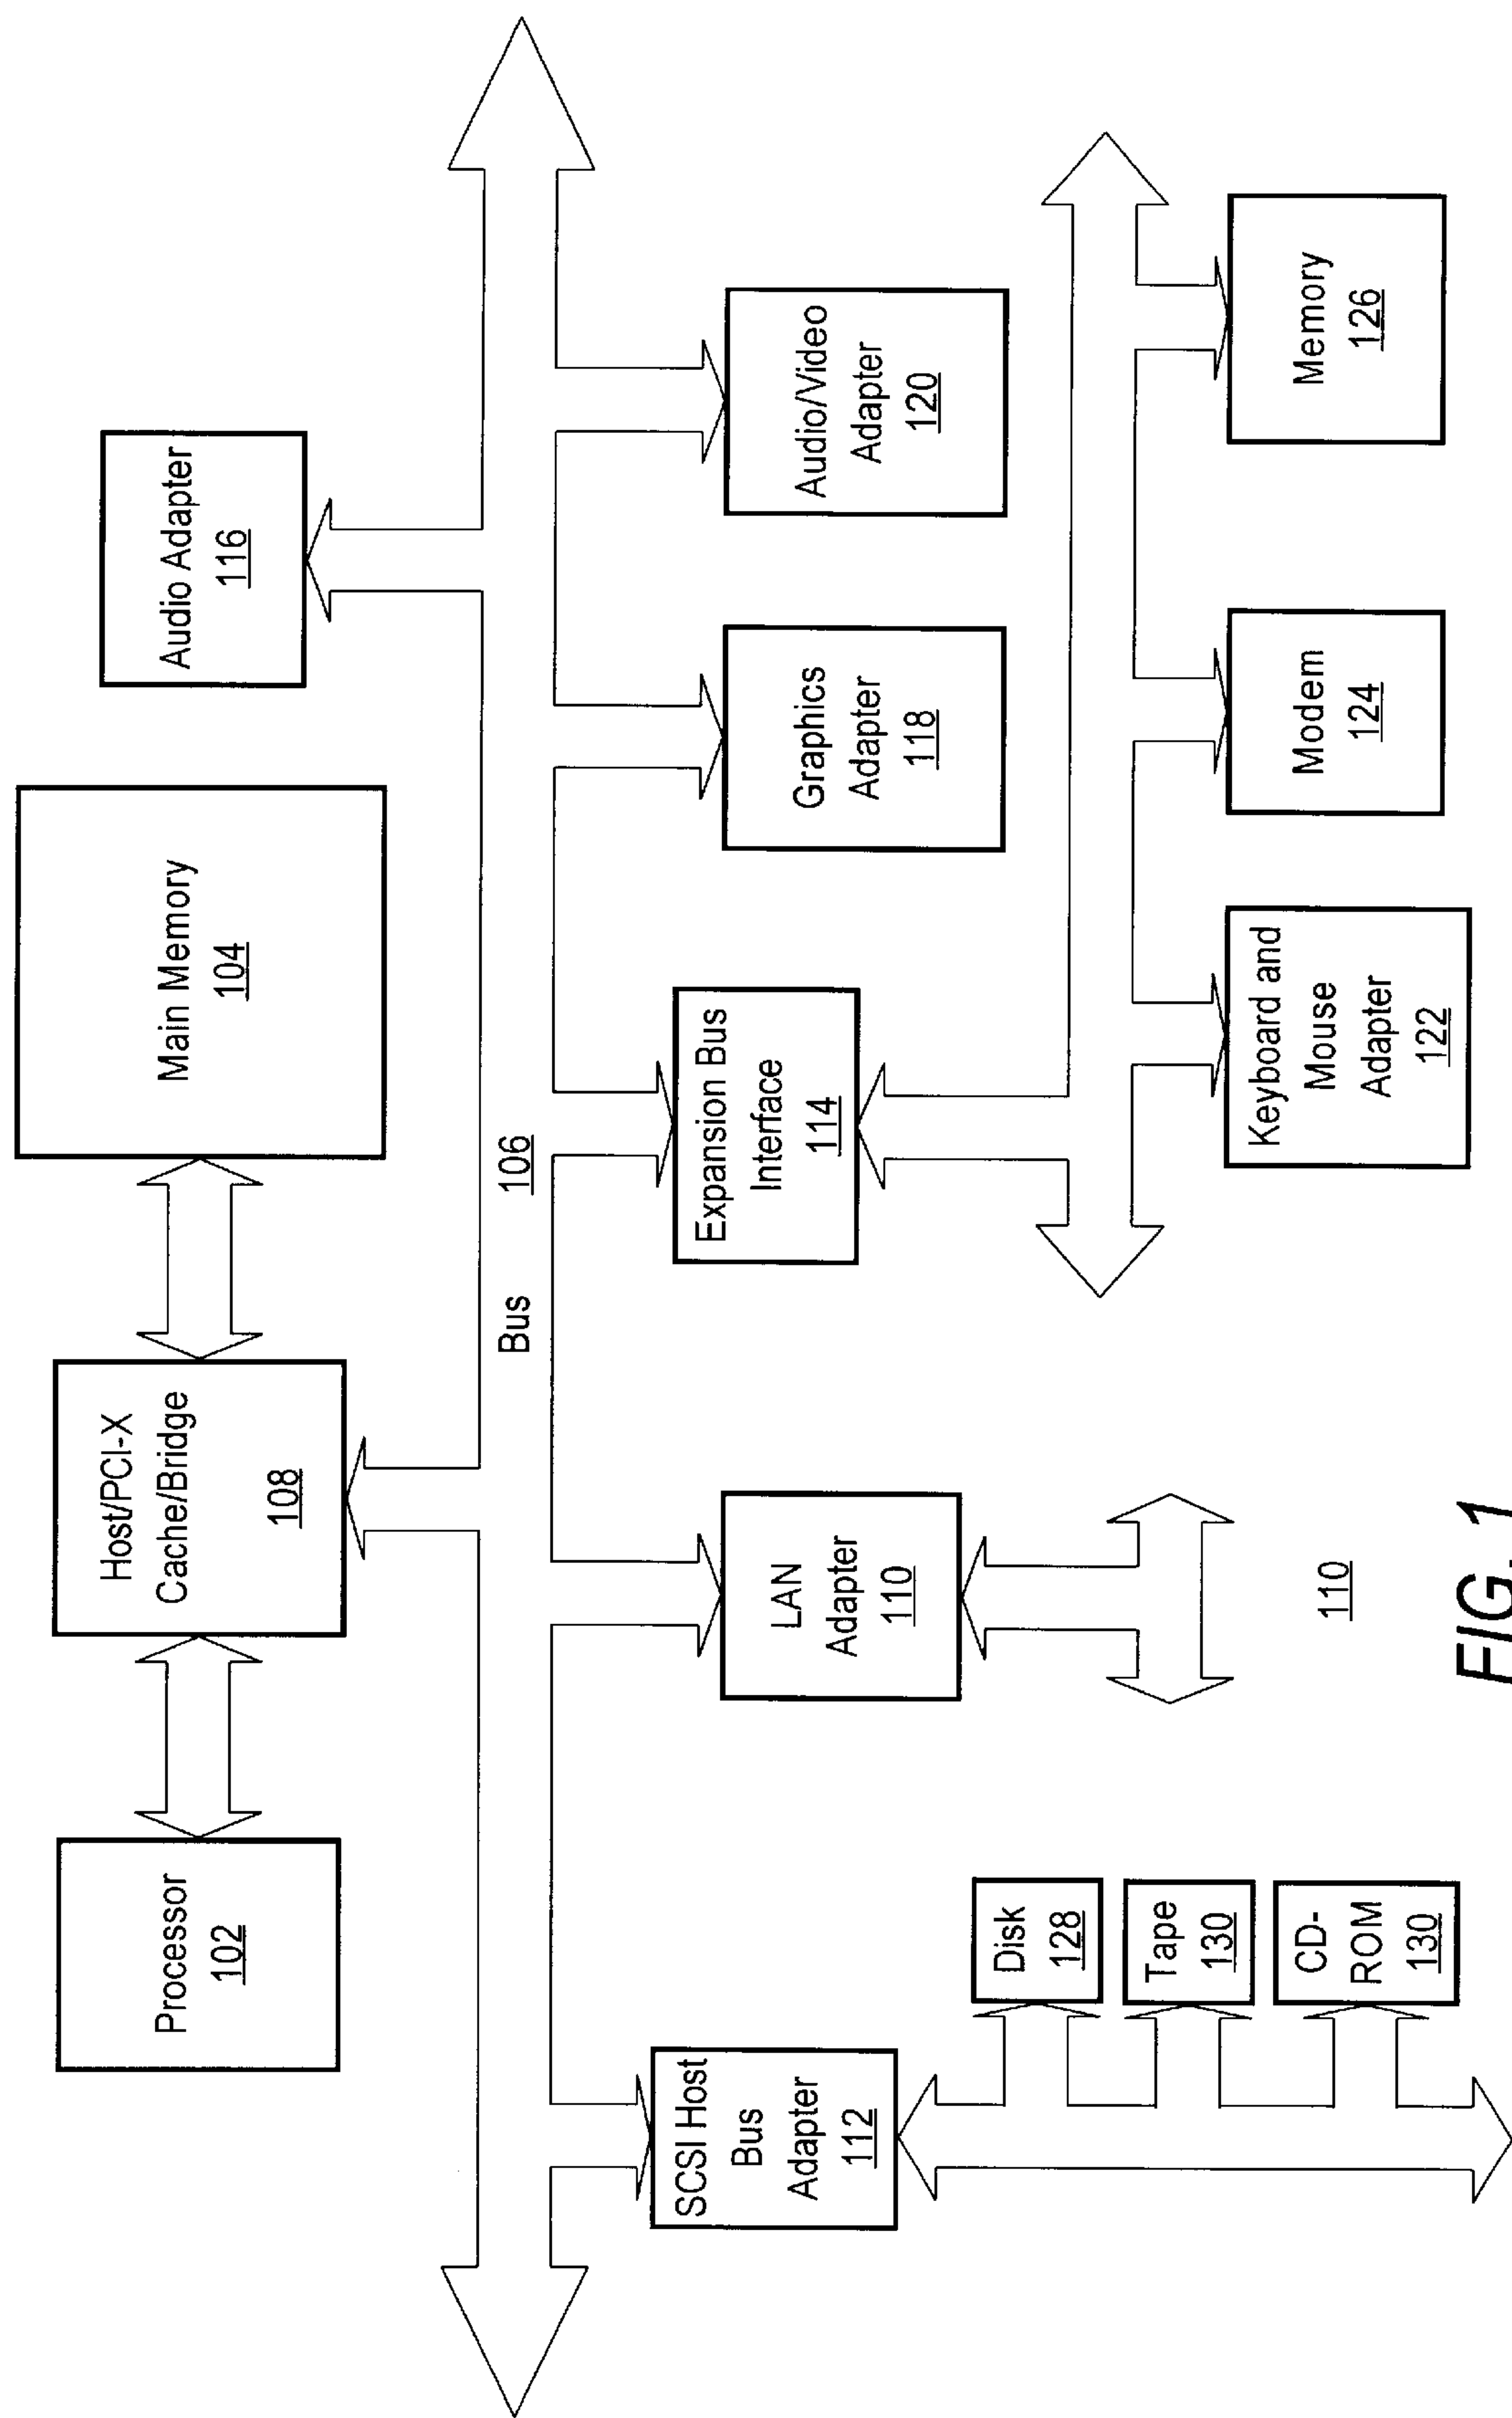 Processor
102
Host/PCI-X
Cache/Bridge
108
Main Memory
104
Audio Adapter
116
Bus
106
SCSI Host
Bus
Adapter
112
LAN
Adapter
110
Expansion Bus
Interface
114
Graphics
Adapter
118
Audio/Video
Adapter
120
Disk
128
Tape
130
CD-
ROM
130
110
Keyboard and
Mouse
Adapter
122
Modem
124
Memory
126
FIG. 1